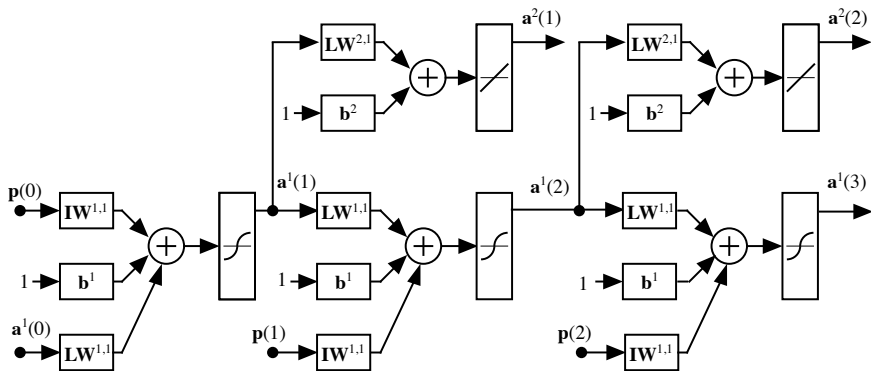 a²(1)
a²(2)
LW²,¹
LW²,¹
1
b²
1
b²
p(0)
a¹(1)
a¹(2)
a¹(3)
IW¹,¹
LW¹,¹
LW¹,¹
1
b¹
1
b¹
1
b¹
a¹(0)
p(1)
p(2)
LW¹,¹
IW¹,¹
IW¹,¹